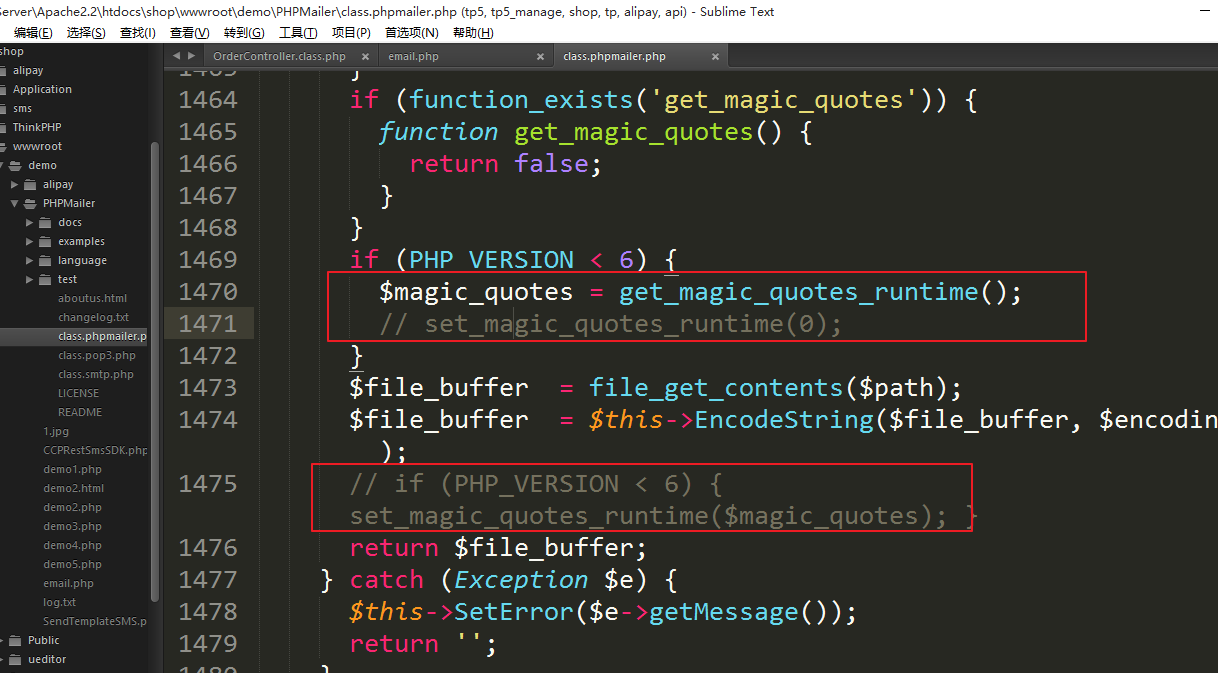 Server\Apache2.2\htdocs\shop\wwwroot\demo\PHPMailer\class.phpmailer.php (tp5, tp5_manage, shop, tp, alipay, api) - Sublime Text
编辑(E) 选择(S) 查找(I) 查看(V) 转到(G) 工具(T) 项目(P) 首选项(N) 帮助(H)
shop
alipay
Application
sms
ThinkPHP
wwwroot
demo
alipay
PHPMailer
docs
examples
language
test
aboutus.html
changelog.txt
class.phpmailer.p
class.pop3.php
class.smtp.php
LICENSE
README
1.jpg
CCPRestSmsSDK.php
demo1.php
demo2.html
demo2.php
demo3.php
demo4.php
demo5.php
email.php
log.txt
SendTemplateSMS.p
Public
ueditor
OrderController.class.php × email.php × class.phpmailer.php ×
1463 }
1464 if (function_exists('get_magic_quotes')) {
1465 function get_magic_quotes() {
1466 return false;
1467 }
1468 }
1469 if (PHP_VERSION < 6) {
1470 $magic_quotes = get_magic_quotes_runtime();
1471 // set_magic_quotes_runtime(0);
1472 }
1473 $file_buffer = file_get_contents($path);
1474 $file_buffer = $this->EncodeString($file_buffer, $encodin
);
1475 // if (PHP_VERSION < 6) {
set_magic_quotes_runtime($magic_quotes); }
1476 return $file_buffer;
1477 } catch (Exception $e) {
1478 $this->SetError($e->getMessage());
1479 return '';
1480 }